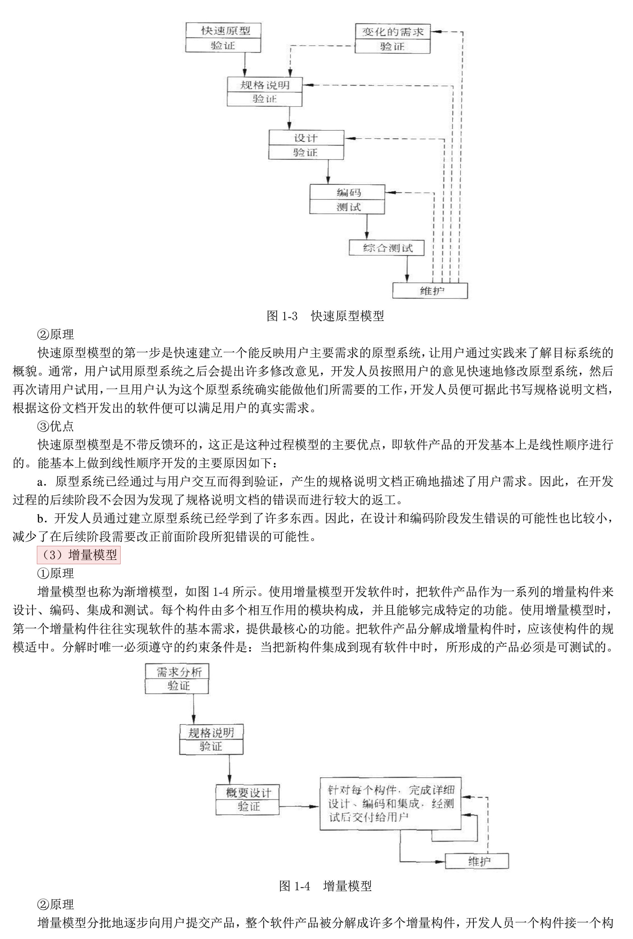 快速原型
验证
变化的需求
验证
规格说明
验证
设计
验证
编码
测试
综合测试
维护
图 1-3 快速原型模型
②原理
快速原型模型的第一步是快速建立一个能反映用户主要需求的原型系统，让用户通过实践来了解目标系统的
概貌。通常，用户试用原型系统之后会提出许多修改意见，开发人员按照用户的意见快速地修改原型系统，然后
再次请用户试用，一旦用户认为这个原型系统确实能做他们所需要的工作，开发人员便可据此书写规格说明文档，
根据这份文档开发出的软件便可以满足用户的真实需求。
③优点
快速原型模型是不带反馈环的，这正是这种过程模型的主要优点，即软件产品的开发基本上是线性顺序进行
的。能基本上做到线性顺序开发的主要原因如下：
a．原型系统已经通过与用户交互而得到验证，产生的规格说明文档正确地描述了用户需求。因此，在开发
过程的后续阶段不会因为发现了规格说明文档的错误而进行较大的返工。
b．开发人员通过建立原型系统已经学到了许多东西。因此，在设计和编码阶段发生错误的可能性也比较小，
减少了在后续阶段需要改正前面阶段所犯错误的可能性。
（3）增量模型
①原理
增量模型也称为渐增模型，如图 1-4 所示。使用增量模型开发软件时，把软件产品作为一系列的增量构件来
设计、编码、集成和测试。每个构件由多个相互作用的模块构成，并且能够完成特定的功能。使用增量模型时，
第一个增量构件往往实现软件的基本需求，提供最核心的功能。把软件产品分解成增量构件时，应该使构件的规
模适中。分解时唯一必须遵守的约束条件是：当把新构件集成到现有软件中时，所形成的产品必须是可测试的。
需求分析
验证
规格说明
验证
概要设计
验证
针对每个构件，完成详细
设计、编码和集成，经测
试后交付给用户
维护
图 1-4 增量模型
②原理
增量模型分批地逐步向用户提交产品，整个软件产品被分解成许多个增量构件，开发人员一个构件接一个构